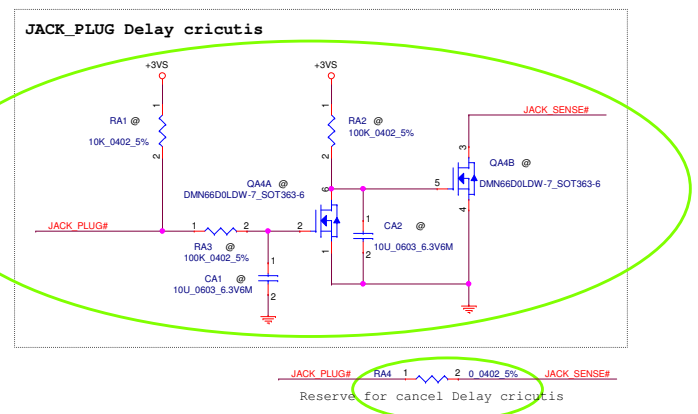 JACK_PLUG Delay cricutis
+3VS
+3VS
1
RA1 @
10K_0402_5%
2
1
RA2 @
100K_0402_5%
2
JACK_SENSE#
3
QA4B @
DMN66D0LDW-7_SOT363-6
5
4
QA4A @
DMN66D0LDW-7_SOT363-6
6
2
1
JACK_PLUG#
1
2
RA3 @
100K_0402_5%
1
CA1 @
10U_0603_6.3V6M
2
1
CA2 @
10U_0603_6.3V6M
2
JACK_PLUG# RA4 1 2 0_0402_5% JACK_SENSE#
Reserve for cancel Delay cricutis